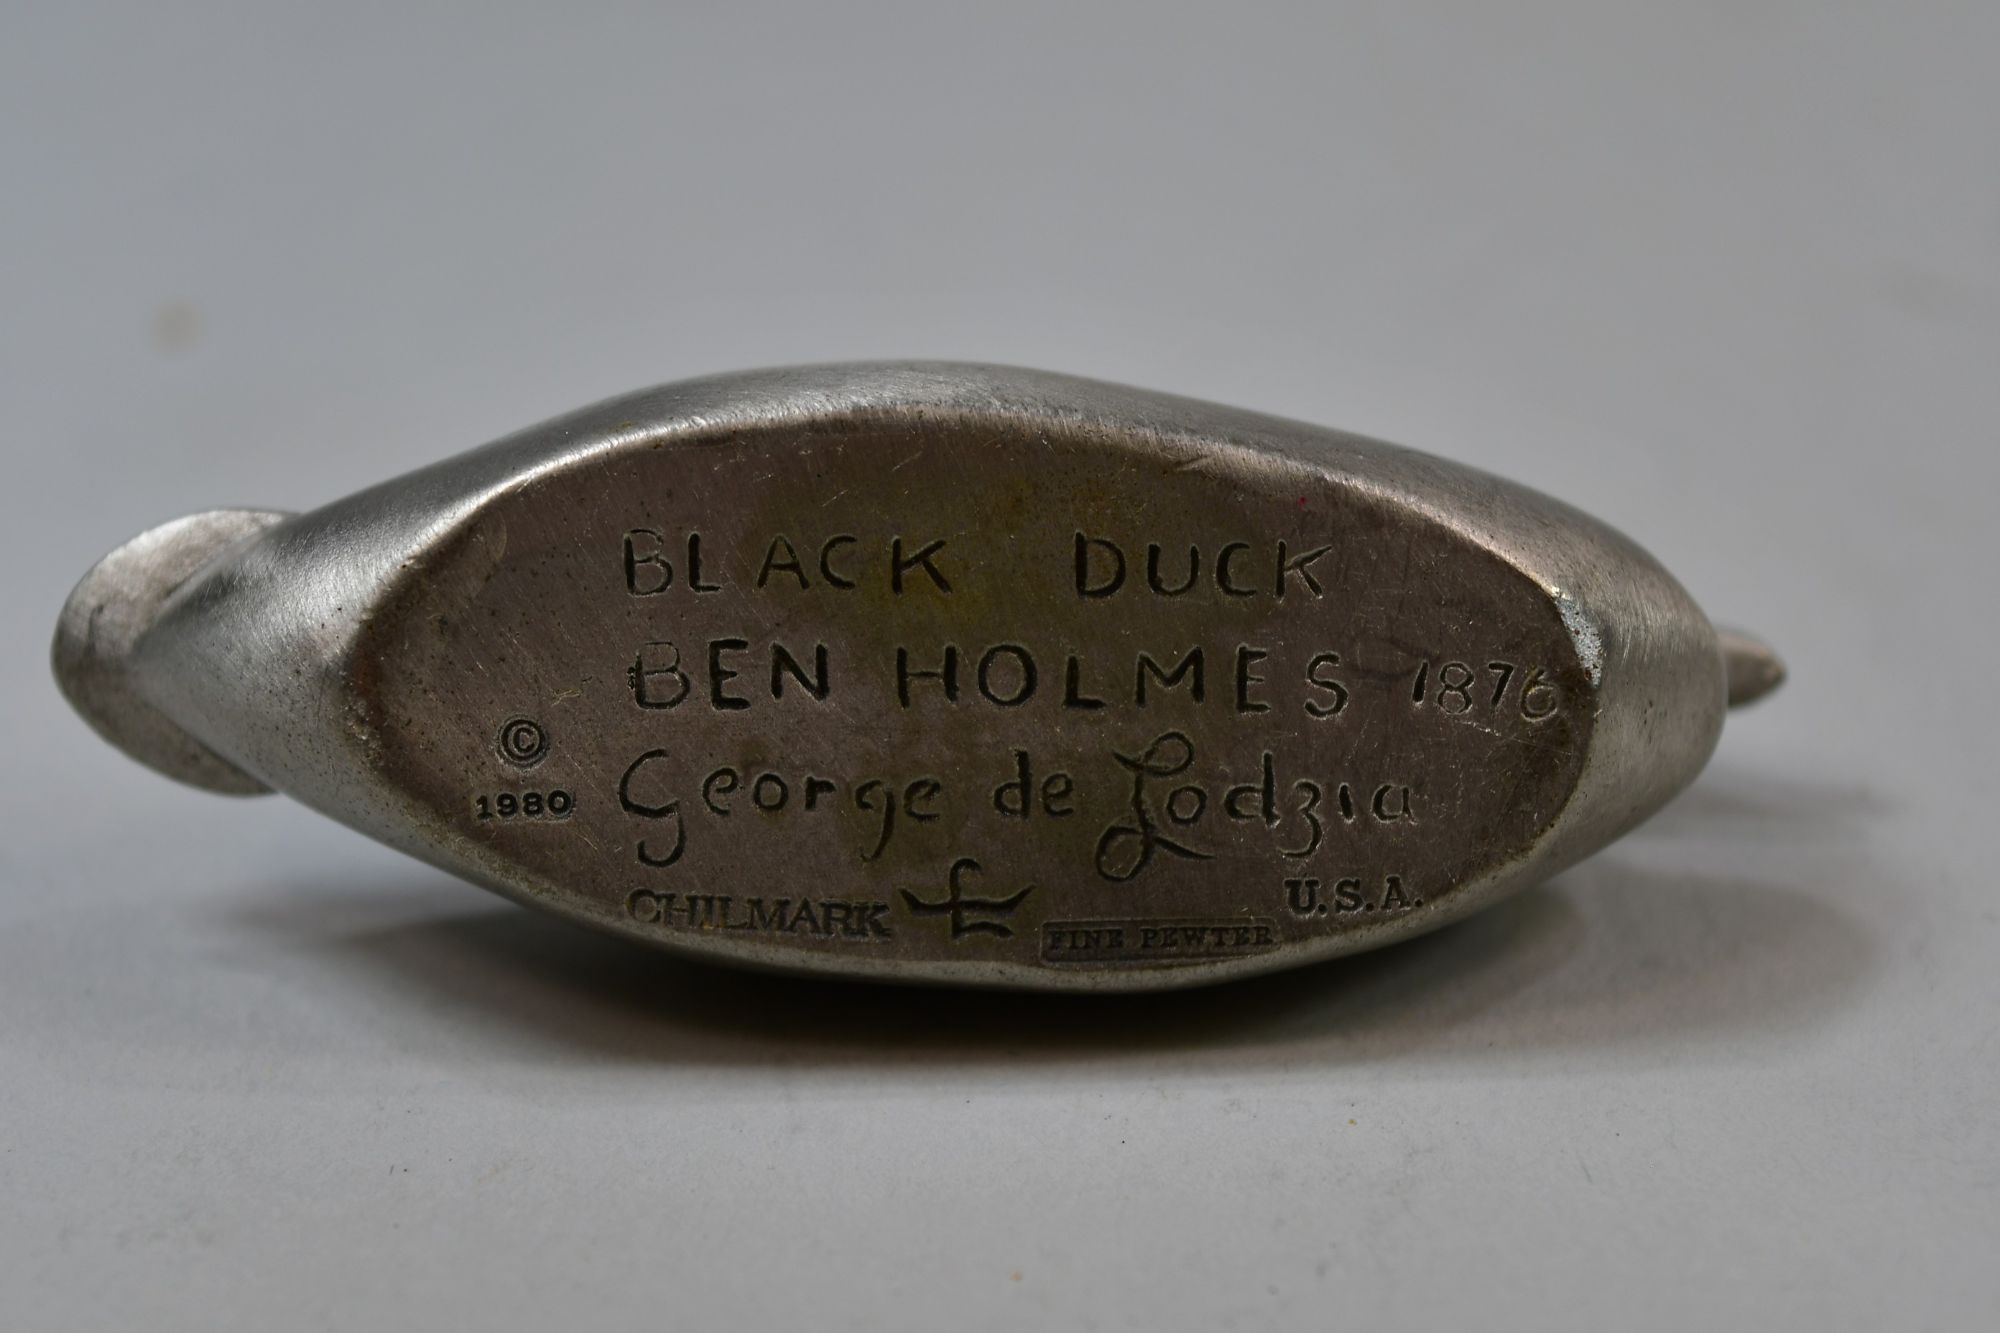 BLACK DUCK
BEN HOLMES 1876
George de Lodzia
© 1980
CHILMARK FINE PEWTER U.S.A.